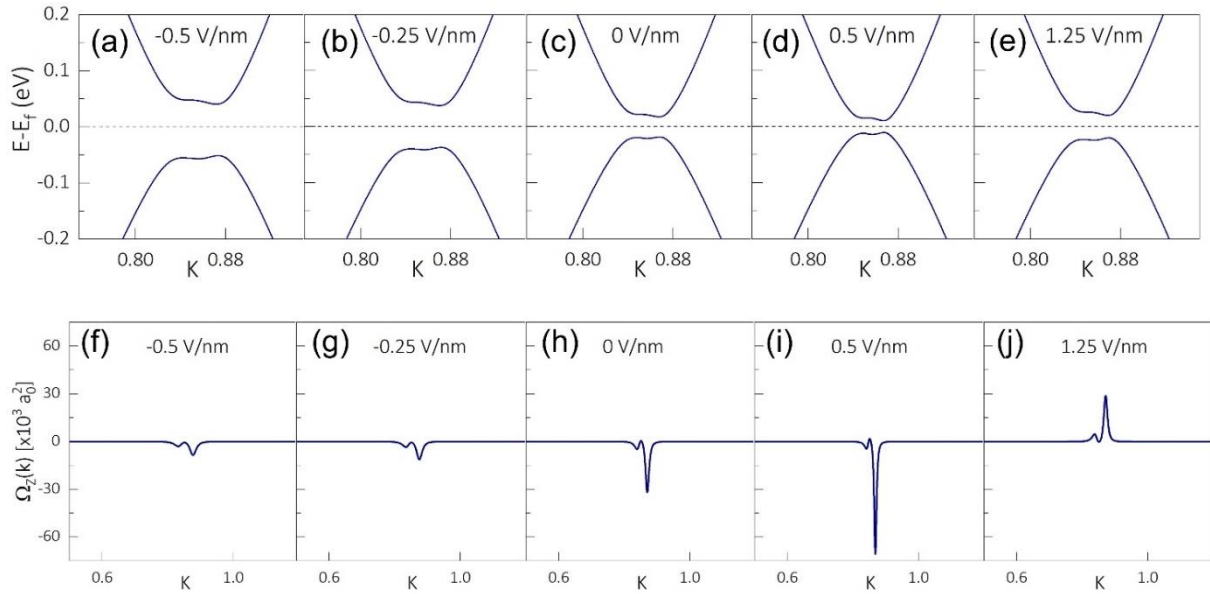 (a) -0.5 V/nm (b) -0.25 V/nm (c) 0 V/nm (d) 0.5 V/nm (e) 1.25 V/nm
0.2
0.1
0.0
-0.1
-0.2
E-E_f (eV)
0.80 K 0.88 0.80 K 0.88 0.80 K 0.88 0.80 K 0.88 0.80 K 0.88
(f) -0.5 V/nm (g) -0.25 V/nm (h) 0 V/nm (i) 0.5 V/nm (j) 1.25 V/nm
60
30
0
-30
-60
Ω_z(k) [x10³ a₀²]
0.6 K 1.0 0.6 K 1.0 0.6 K 1.0 0.6 K 1.0 0.6 K 1.0